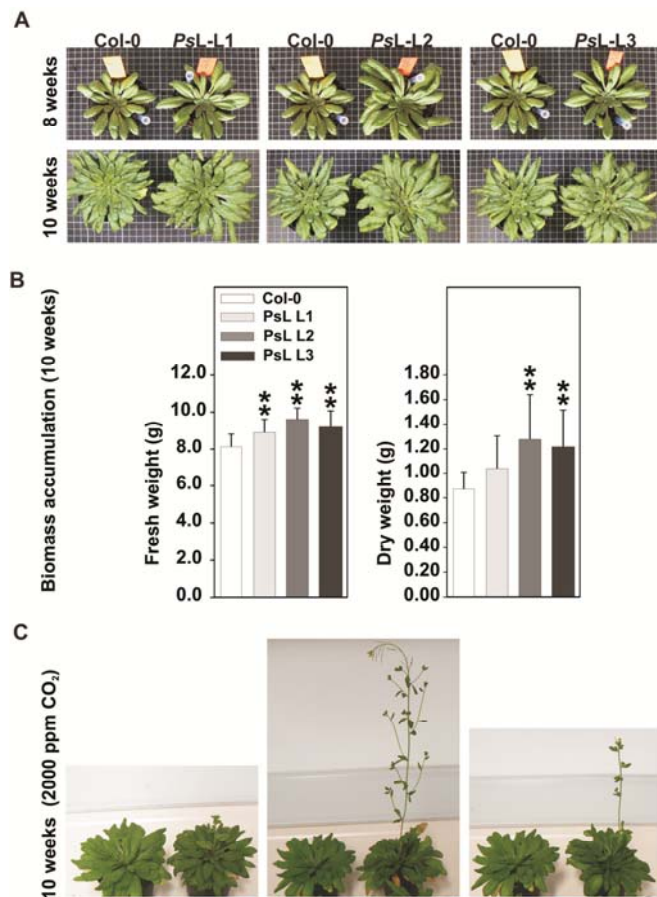 A
Col-0 PsL-L1 Col-0 PsL-L2 Col-0 PsL-L3
8 weeks
10 weeks
B
Biomass accumulation (10 weeks)
Col-0
PsL L1
PsL L2
PsL L3
Fresh weight (g)
12.0
10.0
8.0
6.0
4.0
2.0
0.0
** ** **
Dry weight (g)
1.80
1.60
1.40
1.20
1.00
0.80
0.60
0.40
0.20
0.00
** **
C
10 weeks (2000 ppm CO₂)